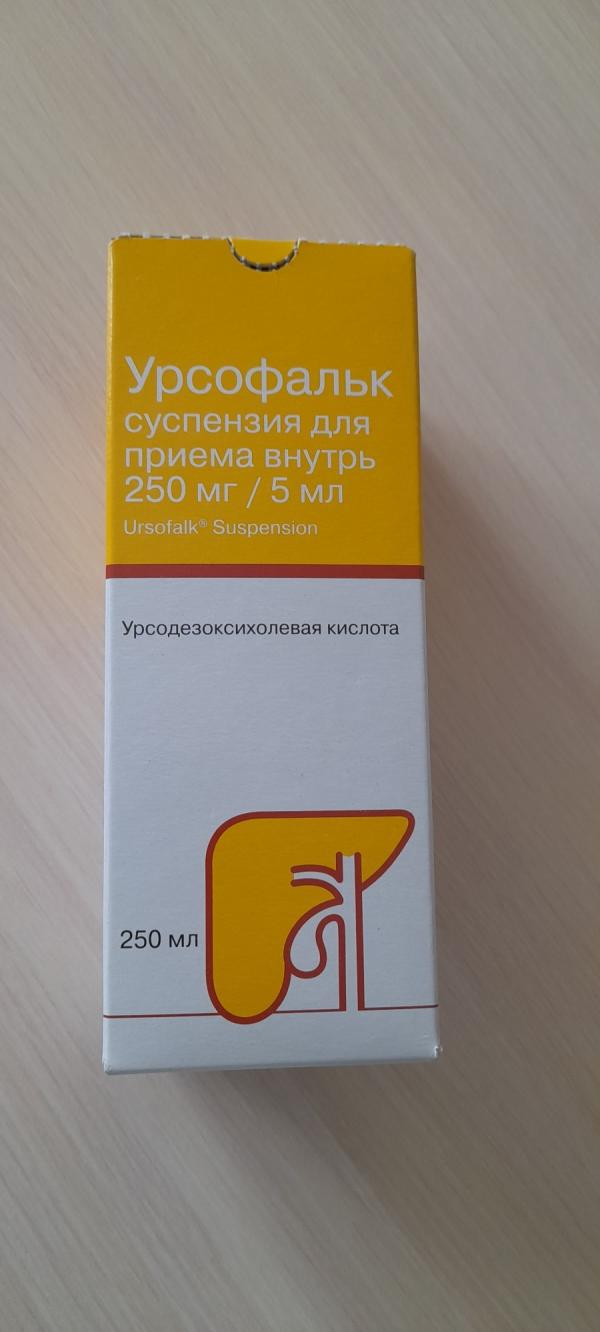 Урсофальк
суспензия для
приема внутрь
250 мг / 5 мл
Ursofalk® Suspension
Урсодезоксихолевая кислота
250 мл